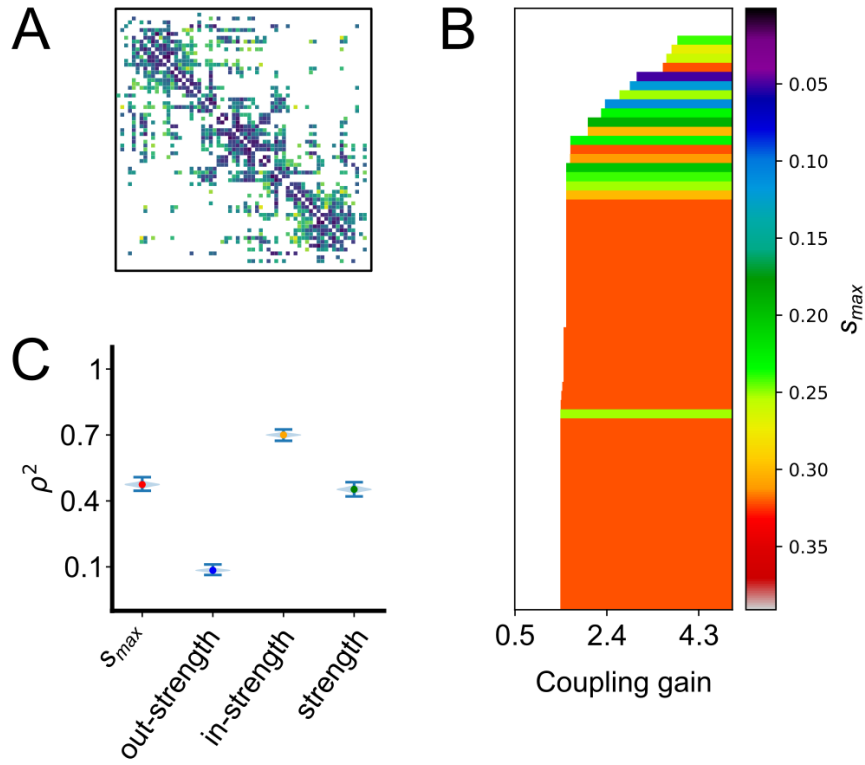 A
B
0.05
0.10
0.15
0.20
0.25
0.30
0.35
s_max
0.5
2.4
4.3
Coupling gain
C
1
0.7
0.4
0.1
ρ²
s_max
out-strength
in-strength
strength